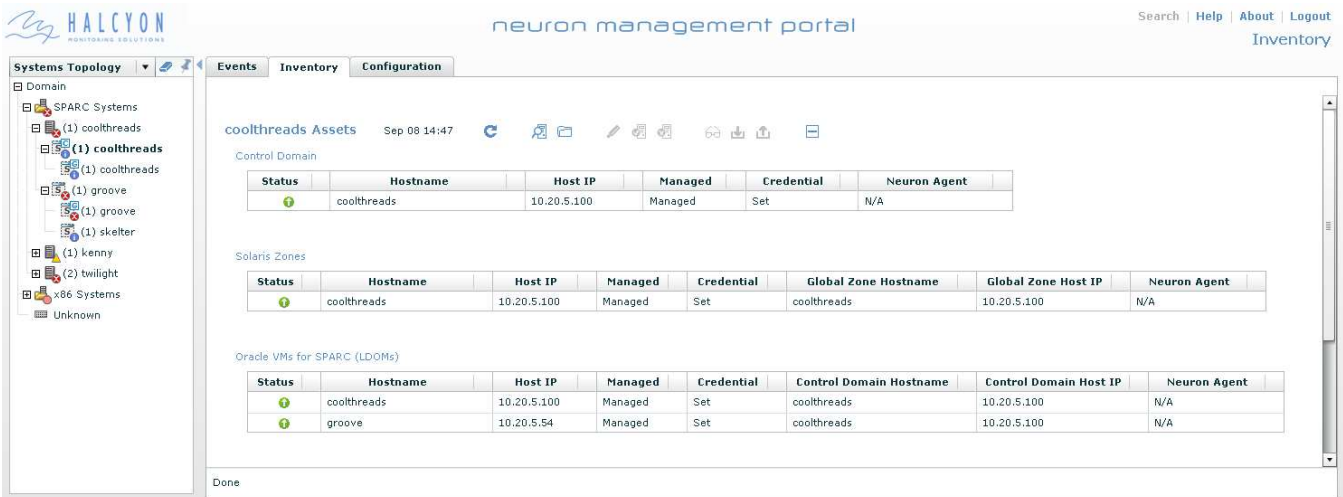 HALCYON
MONITORING SOLUTIONS
neuron management portal
Search | Help | About | Logout
Inventory
Systems Topology
Events Inventory Configuration
Domain
SPARC Systems
(1) coolthreads
(1) coolthreads
(1) coolthreads
(1) groove
(1) groove
(1) skelter
(1) kenny
(2) twilight
x86 Systems
Unknown
coolthreads Assets Sep 08 14:47
Control Domain
Status Hostname Host IP Managed Credential Neuron Agent
coolthreads 10.20.5.100 Managed Set N/A
Solaris Zones
Status Hostname Host IP Managed Credential Global Zone Hostname Global Zone Host IP Neuron Agent
coolthreads 10.20.5.100 Managed Set coolthreads 10.20.5.100 N/A
Oracle VMs for SPARC (LDOMs)
Status Hostname Host IP Managed Credential Control Domain Hostname Control Domain Host IP Neuron Agent
coolthreads 10.20.5.100 Managed Set coolthreads 10.20.5.100 N/A
groove 10.20.5.54 Managed Set coolthreads 10.20.5.100 N/A
Done